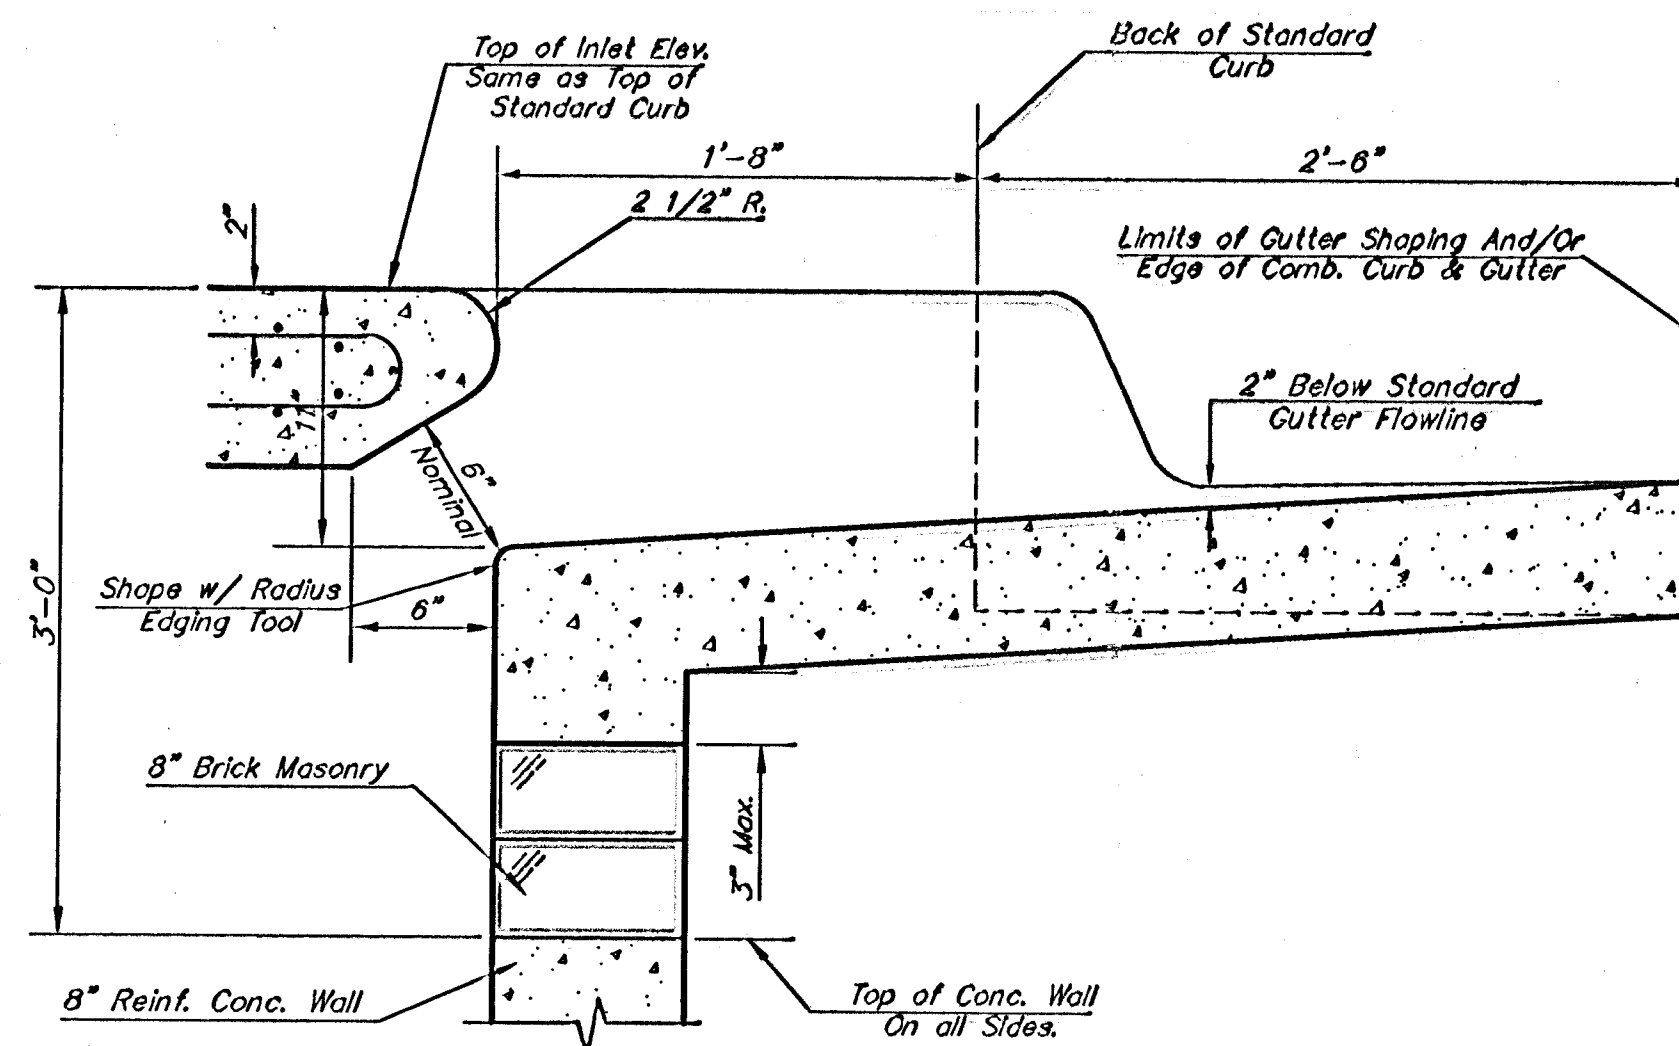 Top of Inlet Elev.
Same as Top of
Standard Curb
Back of Standard
Curb
1'-8"
2'-6"
2"
2 1/2" R.
Limits of Gutter Shaping And/Or
Edge of Comb. Curb & Gutter
2" Below Standard
Gutter Flowline
11"
6"
Nominal
3'-0"
Shape w/ Radius
Edging Tool
6"
8" Brick Masonry
3" Max.
8" Reinf. Conc. Wall
Top of Conc. Wall
On all Sides.